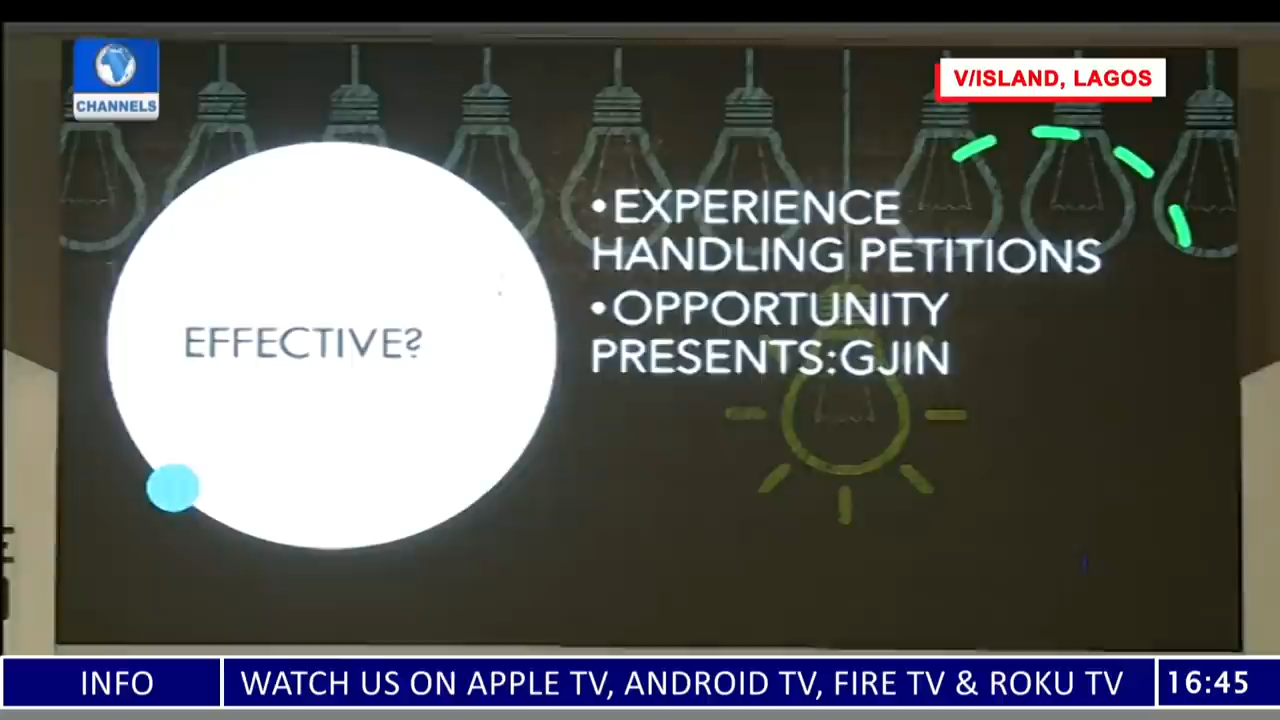 CHANNELS
V/ISLAND, LAGOS
EFFECTIVE?
•EXPERIENCE
HANDLING PETITIONS
•OPPORTUNITY
PRESENTS:GJIN
INFO
WATCH US ON APPLE TV, ANDROID TV, FIRE TV & ROKU TV
16:45